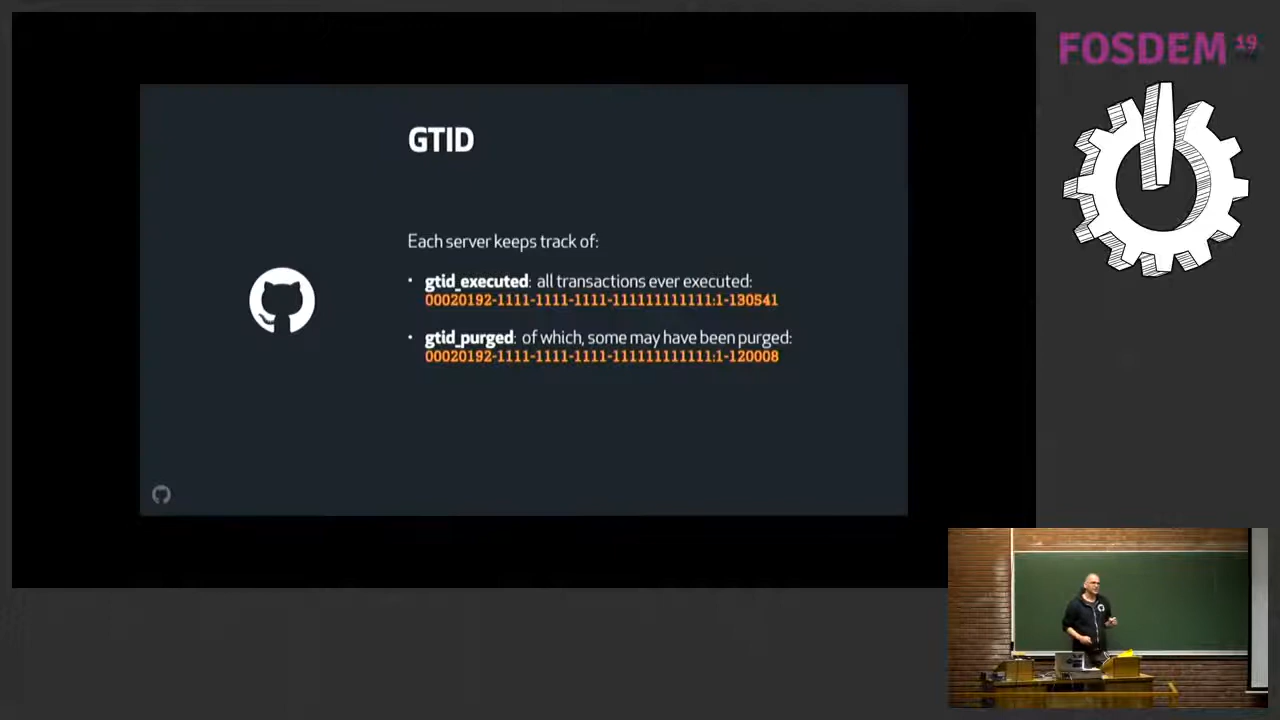 FOSDEM 19
GTID
Each server keeps track of:
· gtid_executed: all transactions ever executed:
00020192-1111-1111-1111-111111111111:1-130541
· gtid_purged: of which, some may have been purged:
00020192-1111-1111-1111-111111111111:1-120008